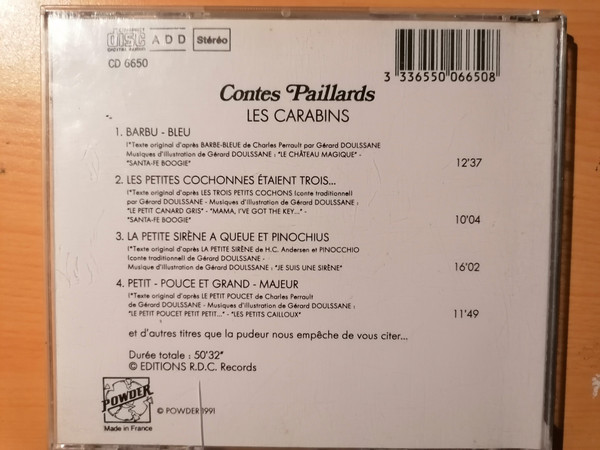 disc
DIGITAL AUDIO
A D D
Stéréo
CD 6650
3 336550 066508
Contes Paillards
LES CARABINS
1. BARBU - BLEU
(*Texte original d'après BARBE-BLEUE de Charles Perrault par Gérard DOULSSANE
Musiques d'illustration de Gérard DOULSSANE : "LE CHÂTEAU MAGIQUE" -
"SANTA-FE BOOGIE"
12'37
2. LES PETITES COCHONNES ÉTAIENT TROIS...
(*Texte original d'après LES TROIS PETITS COCHONS (conte traditionnel)
par Gérard DOULSSANE - Musiques d'illustration de Gérard DOULSSANE :
"LE PETIT CANARD GRIS" - "MAMA, I'VE GOT THE KEY..." -
"SANTA-FE BOOGIE"
10'04
3. LA PETITE SIRÈNE A QUEUE ET PINOCHIUS
(*Texte original d'après LA PETITE SIRÈNE de H.C. Andersen et PINOCCHIO
(conte traditionnel) de Gérard DOULSSANE -
Musique d'illustration de Gérard DOULSSANE : "JE SUIS UNE SIRÈNE"
16'02
4. PETIT - POUCE ET GRAND - MAJEUR
(*Texte original d'après LE PETIT POUCET de Charles Perrault
de Gérard DOULSSANE - Musiques d'illustration de Gérard DOULSSANE :
"LE PETIT POUCET PETIT PETIT..." - "LES PETITS CAILLOUX"
11'49
et d'autres titres que la pudeur nous empêche de vous citer...
Durée totale : 50'32"
© EDITIONS R.D.C. Records
POWDER
Made in France
© POWDER 1991